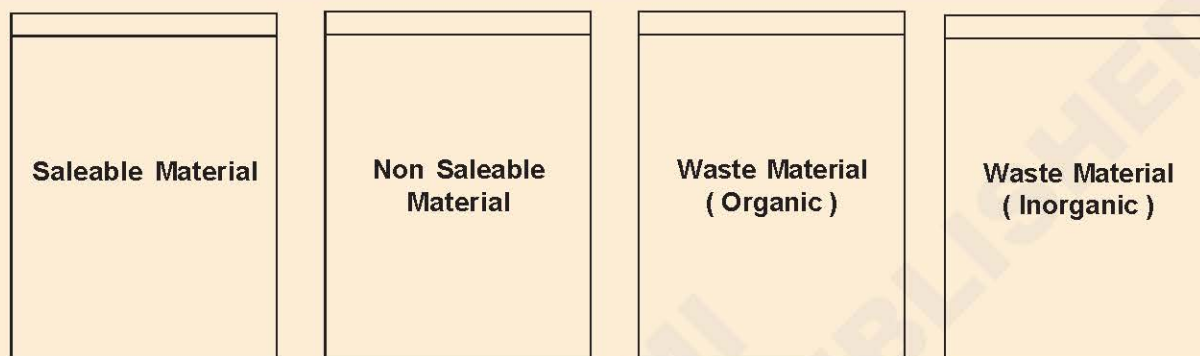 Saleable Material
Non Saleable
Material
Waste Material
( Organic )
Waste Material
( Inorganic )